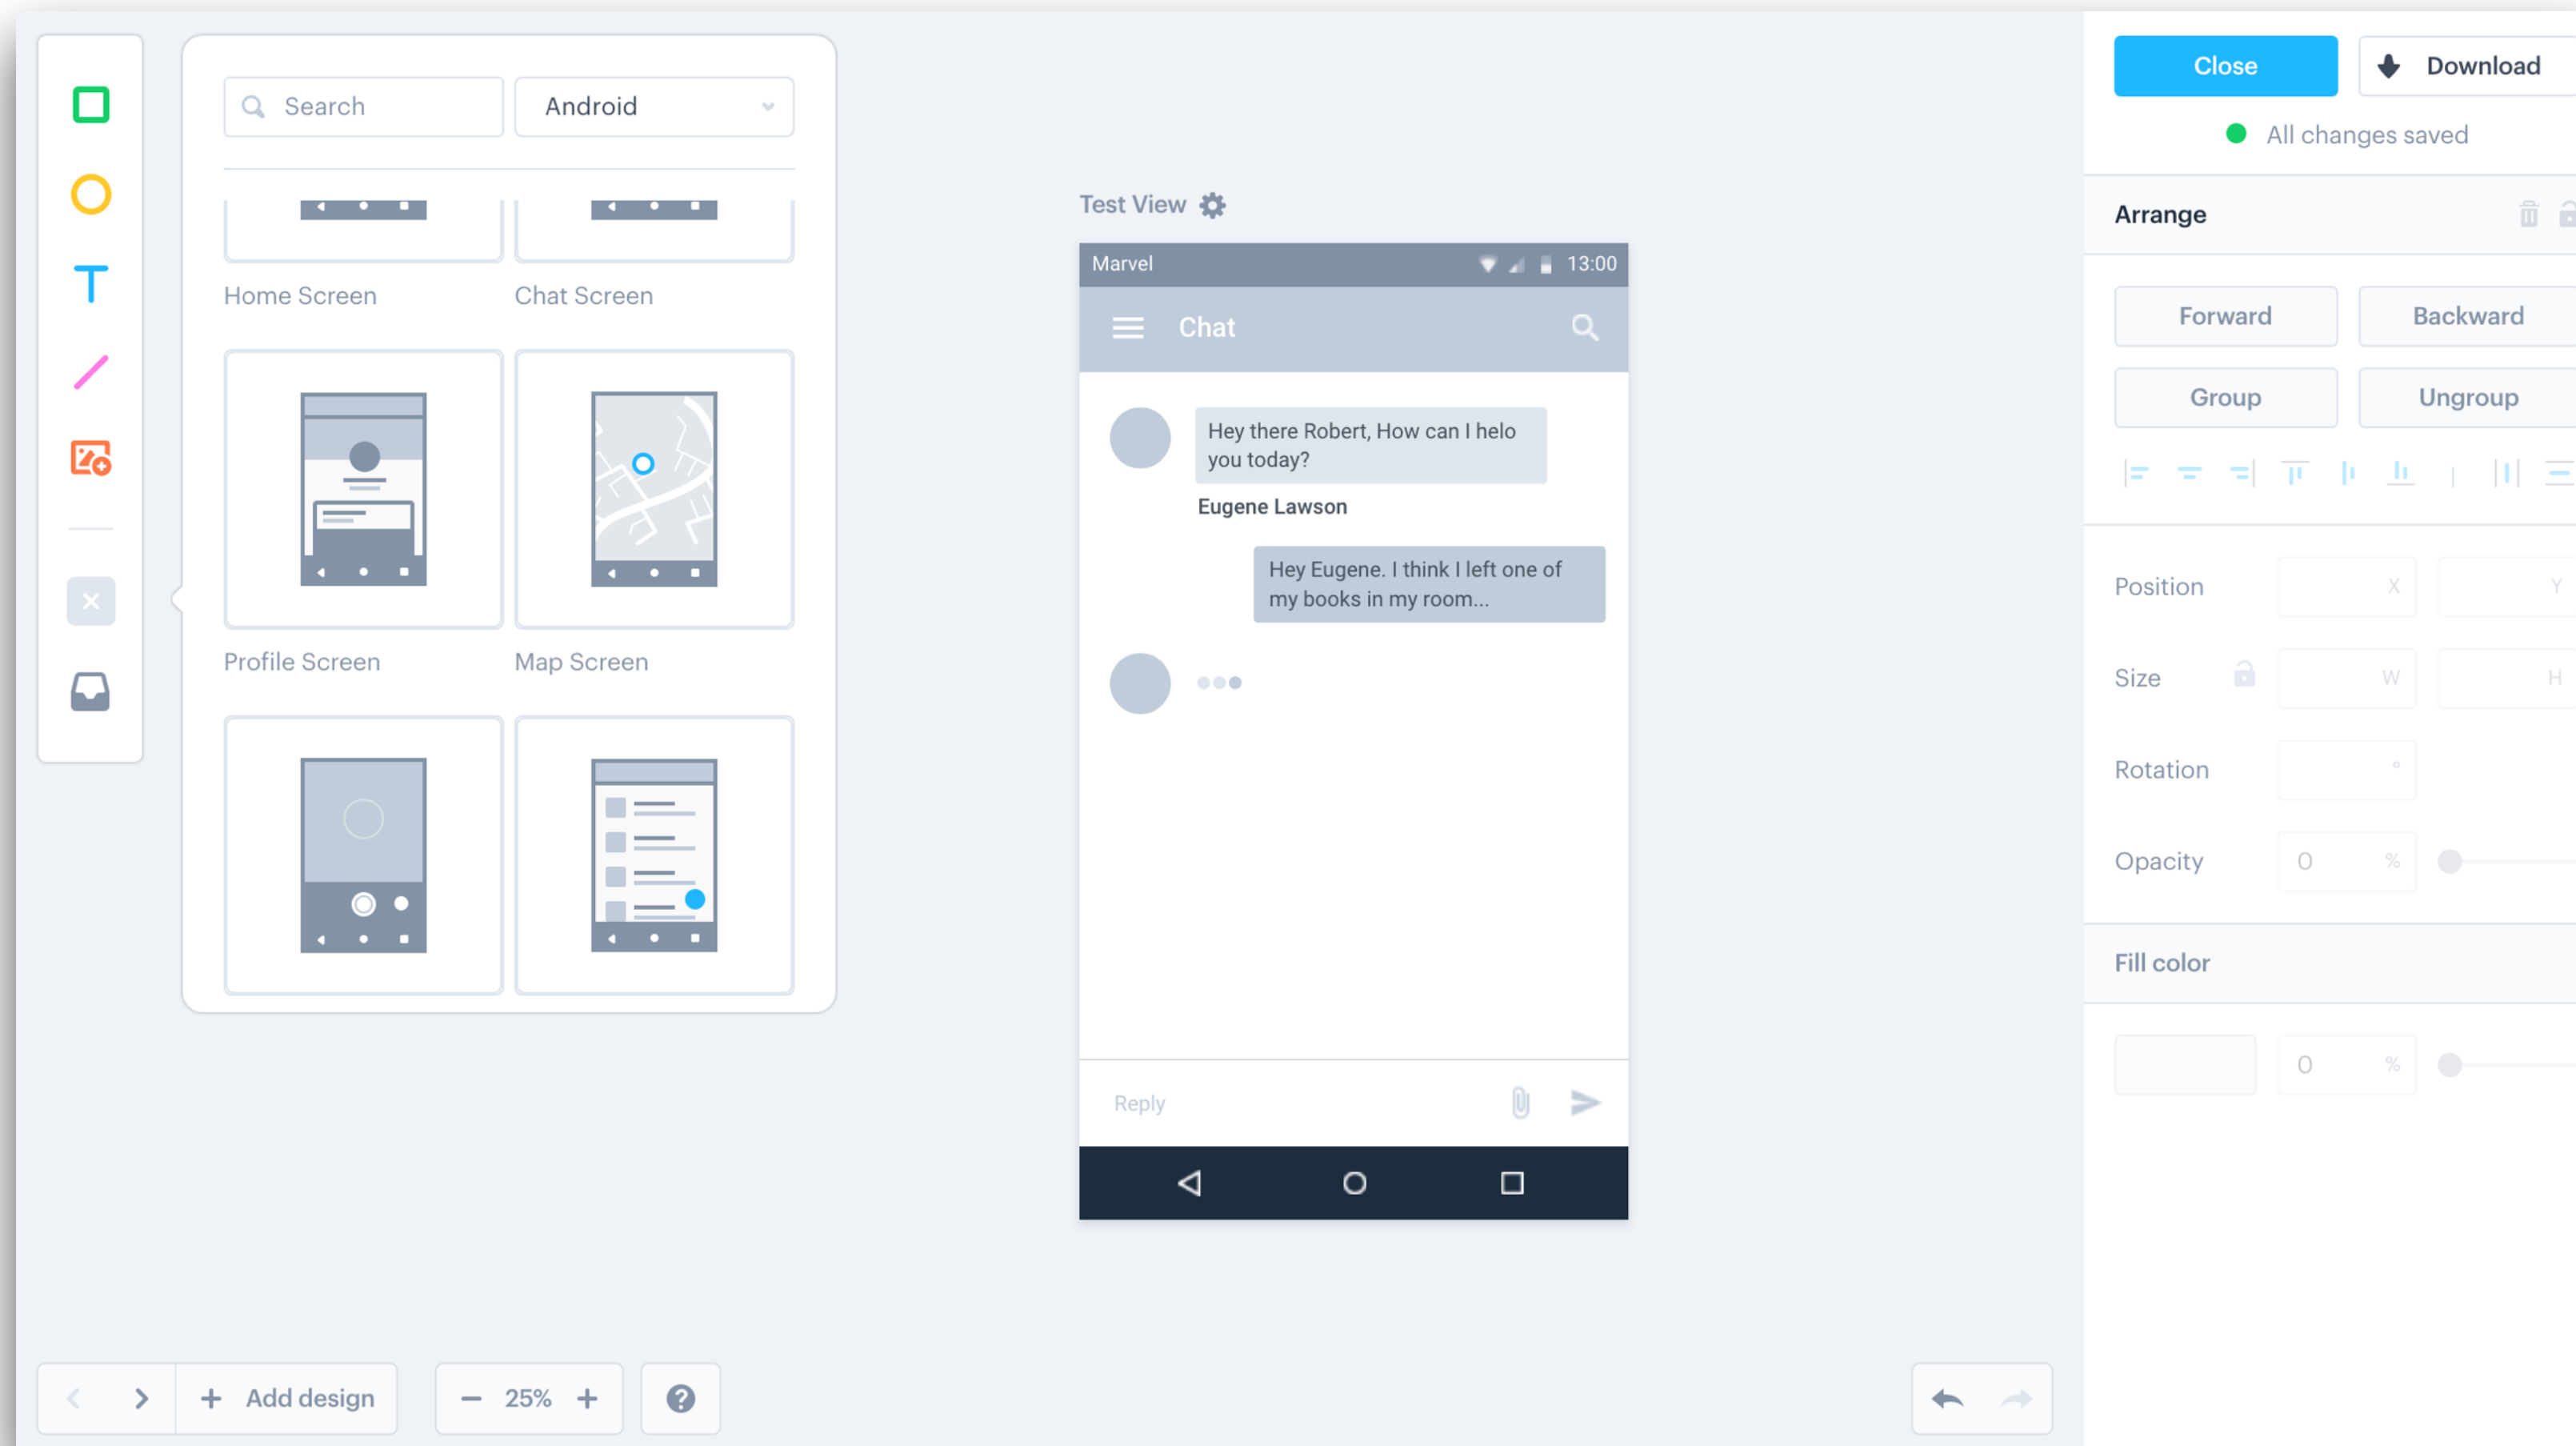 Search
Android
Home Screen
Chat Screen
Profile Screen
Map Screen
Test View
Marvel
13:00
Chat
Hey there Robert, How can I helo
you today?
Eugene Lawson
Hey Eugene. I think I left one of
my books in my room...
Reply
Close
Download
All changes saved
Arrange
Forward
Backward
Group
Ungroup
Position
X
Y
Size
W
H
Rotation
°
Opacity
0
%
Fill color
0
%
Add design
25%